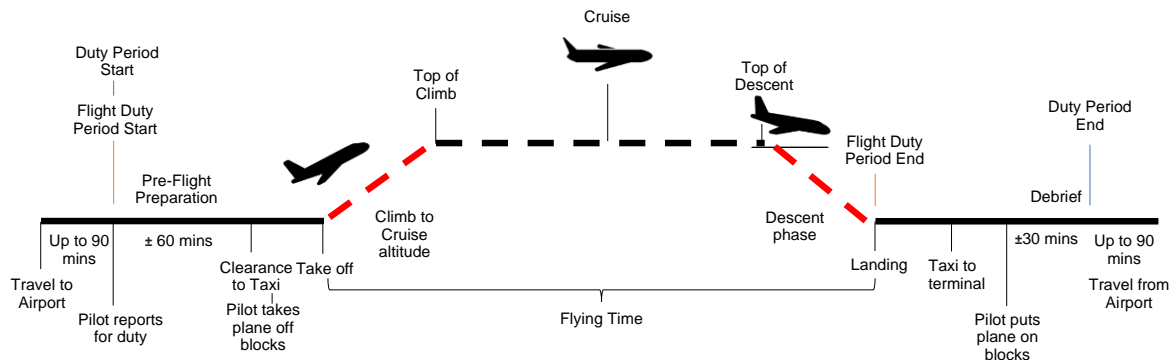 Cruise
Duty Period
Start
Top of
Climb
Top of
Descent
Flight Duty
Period Start
Duty Period
End
Flight Duty
Period End
Pre-Flight
Preparation
Debrief
Climb to
Cruise
altitude
Descent
phase
Up to 90
mins
± 60 mins
±30 mins
Up to 90
mins
Travel to
Airport
Pilot reports
for duty
Clearance
to Taxi
Pilot takes
plane off
blocks
Take off
Flying Time
Landing
Taxi to
terminal
Pilot puts
plane on
blocks
Travel from
Airport